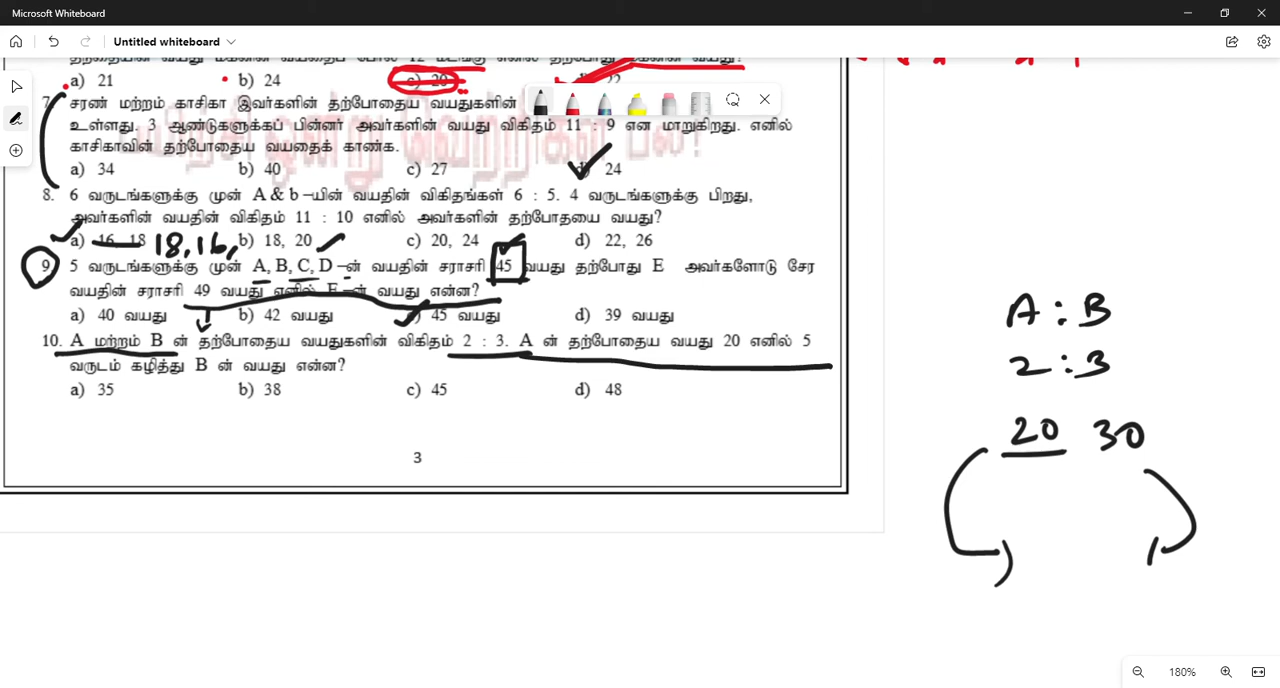 Microsoft Whiteboard
Untitled whiteboard
a) 21 b) 24 c) 20 22
7. சரண் மற்றம் காசிகா இவர்களின் தற்போதைய வயதுகளின்
உள்ளது. 3 ஆண்டுகளுக்கப் பின்னர் அவர்களின் வயது விகிதம் 11 : 9 என மாறுகிறது. எனில்
காசிகாவின் தற்போதைய வயதைக் காண்க.
a) 34 b) 40 c) 27 d) 24
8. 6 வருடங்களுக்கு முன் A & b –யின் வயதின் விகிதங்கள் 6 : 5. 4 வருடங்களுக்கு பிறது,
அவர்களின் வயதின் விகிதம் 11 : 10 எனில் அவர்களின் தற்போதயை வயது?
a) 16 18 18,16, b) 18, 20 c) 20, 24 d) 22, 26
9. 5 வருடங்களுக்கு முன் A, B, C, D –ன் வயதின் சராசரி 45 வயது தற்போது E அவர்களோடு சேர
வயதின் சராசரி 49 வயது எனில் E–ன் வயது என்ன?
a) 40 வயது b) 42 வயது c) 45 வயது d) 39 வயது
10. A மற்றம் B ன் தற்போதைய வயதுகளின் விகிதம் 2 : 3. A ன் தற்போதைய வயது 20 எனில் 5
வருடம் கழித்து B ன் வயது என்ன?
a) 35 b) 38 c) 45 d) 48
3
A : B
2 : 3
20 30
180%